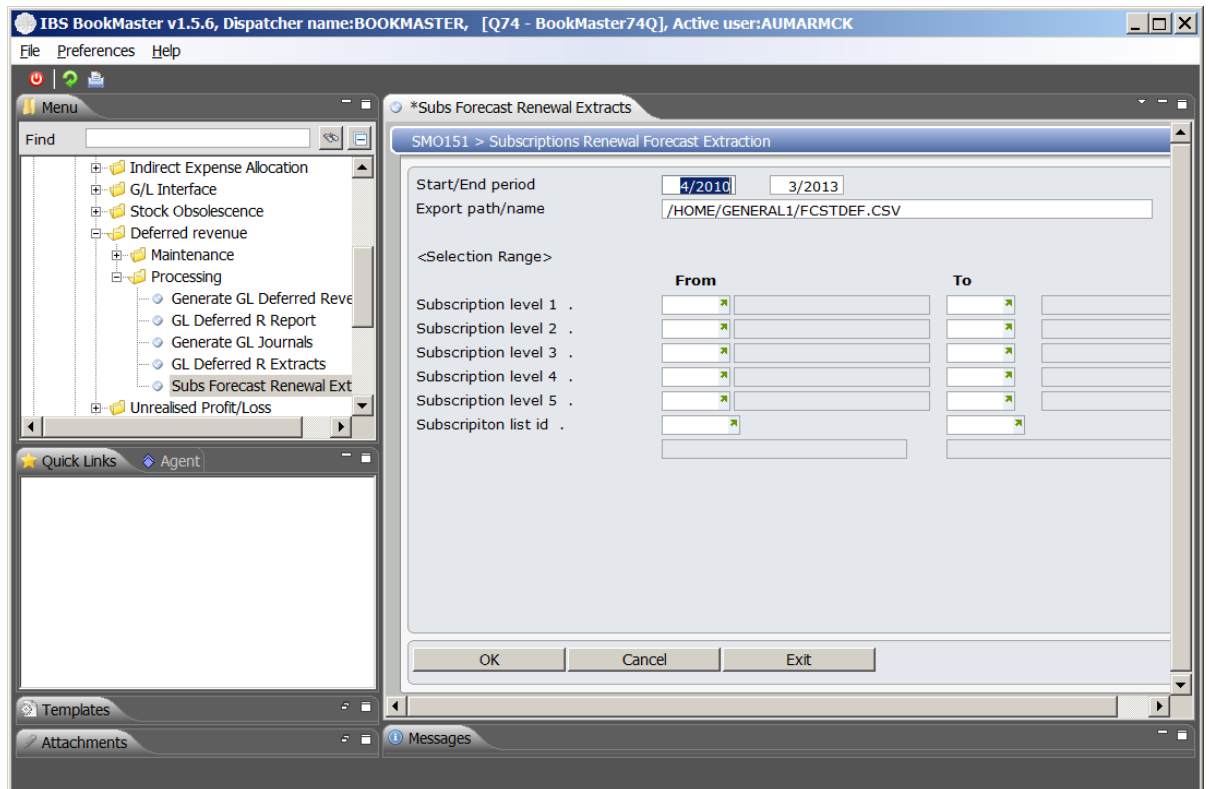 IBS BookMaster v1.5.6, Dispatcher name:BOOKMASTER, [Q74 - BookMaster74Q], Active user:AUMARMCK
File Preferences Help
Menu
Find
Indirect Expense Allocation
G/L Interface
Stock Obsolescence
Deferred revenue
Maintenance
Processing
Generate GL Deferred Reve
GL Deferred R Report
Generate GL Journals
GL Deferred R Extracts
Subs Forecast Renewal Ext
Unrealised Profit/Loss
Quick Links Agent
Templates
Attachments
*Subs Forecast Renewal Extracts
SMO151 > Subscriptions Renewal Forecast Extraction
Start/End period 4/2010 3/2013
Export path/name /HOME/GENERAL1/FCSTDEF.CSV
<Selection Range>
From To
Subscription level 1 .
Subscription level 2 .
Subscription level 3 .
Subscription level 4 .
Subscription level 5 .
Subscripiton list id .
OK Cancel Exit
Messages